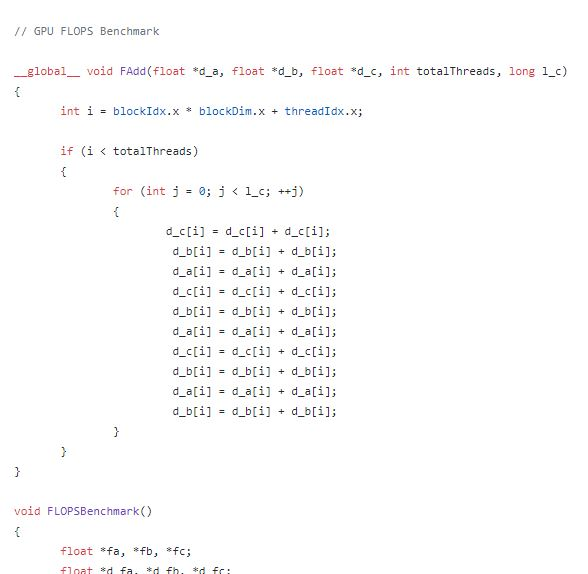 // GPU FLOPS Benchmark
__global__ void FAdd(float *d_a, float *d_b, float *d_c, int totalThreads, long l_c)
{
int i = blockIdx.x * blockDim.x + threadIdx.x;
if (i < totalThreads)
{
for (int j = 0; j < l_c; ++j)
{
d_c[i] = d_c[i] + d_c[i];
d_b[i] = d_b[i] + d_b[i];
d_a[i] = d_a[i] + d_a[i];
d_c[i] = d_c[i] + d_c[i];
d_b[i] = d_b[i] + d_b[i];
d_a[i] = d_a[i] + d_a[i];
d_c[i] = d_c[i] + d_c[i];
d_b[i] = d_b[i] + d_b[i];
d_a[i] = d_a[i] + d_a[i];
d_b[i] = d_b[i] + d_b[i];
}
}
}
void FLOPSBenchmark()
{
float *fa, *fb, *fc;
float *d_fa, *d_fb, *d_fc;